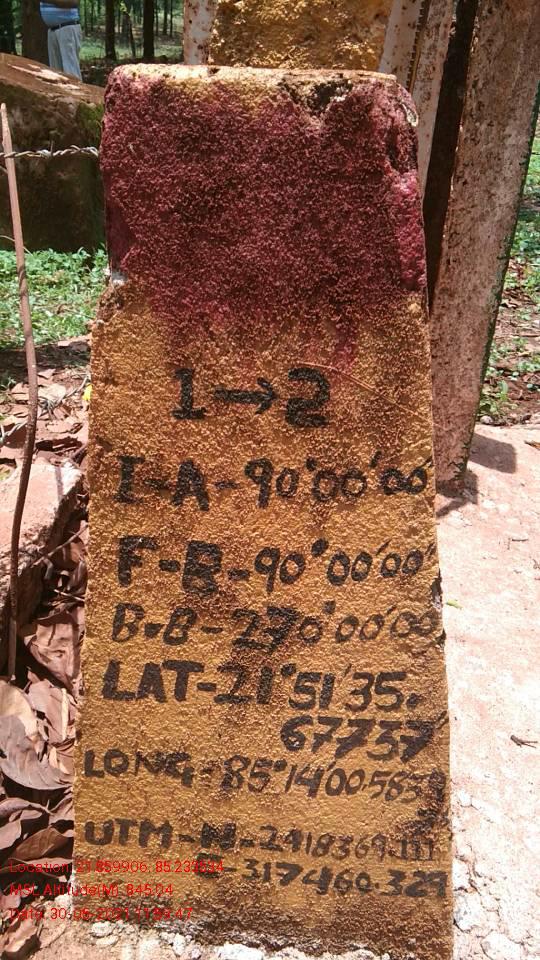 1→2
I-A-90°00'00"
F-B-90°00'00"
B-B-270°00'00"
LAT-21°51'35.
67737"
LONG-85°14'00.583
UTM-N-2418369.111
-317460.329
Location: 21.859906, 85.233534
MSL Altitude(M): 845.04
Date: 30-06-2021 11:59:47